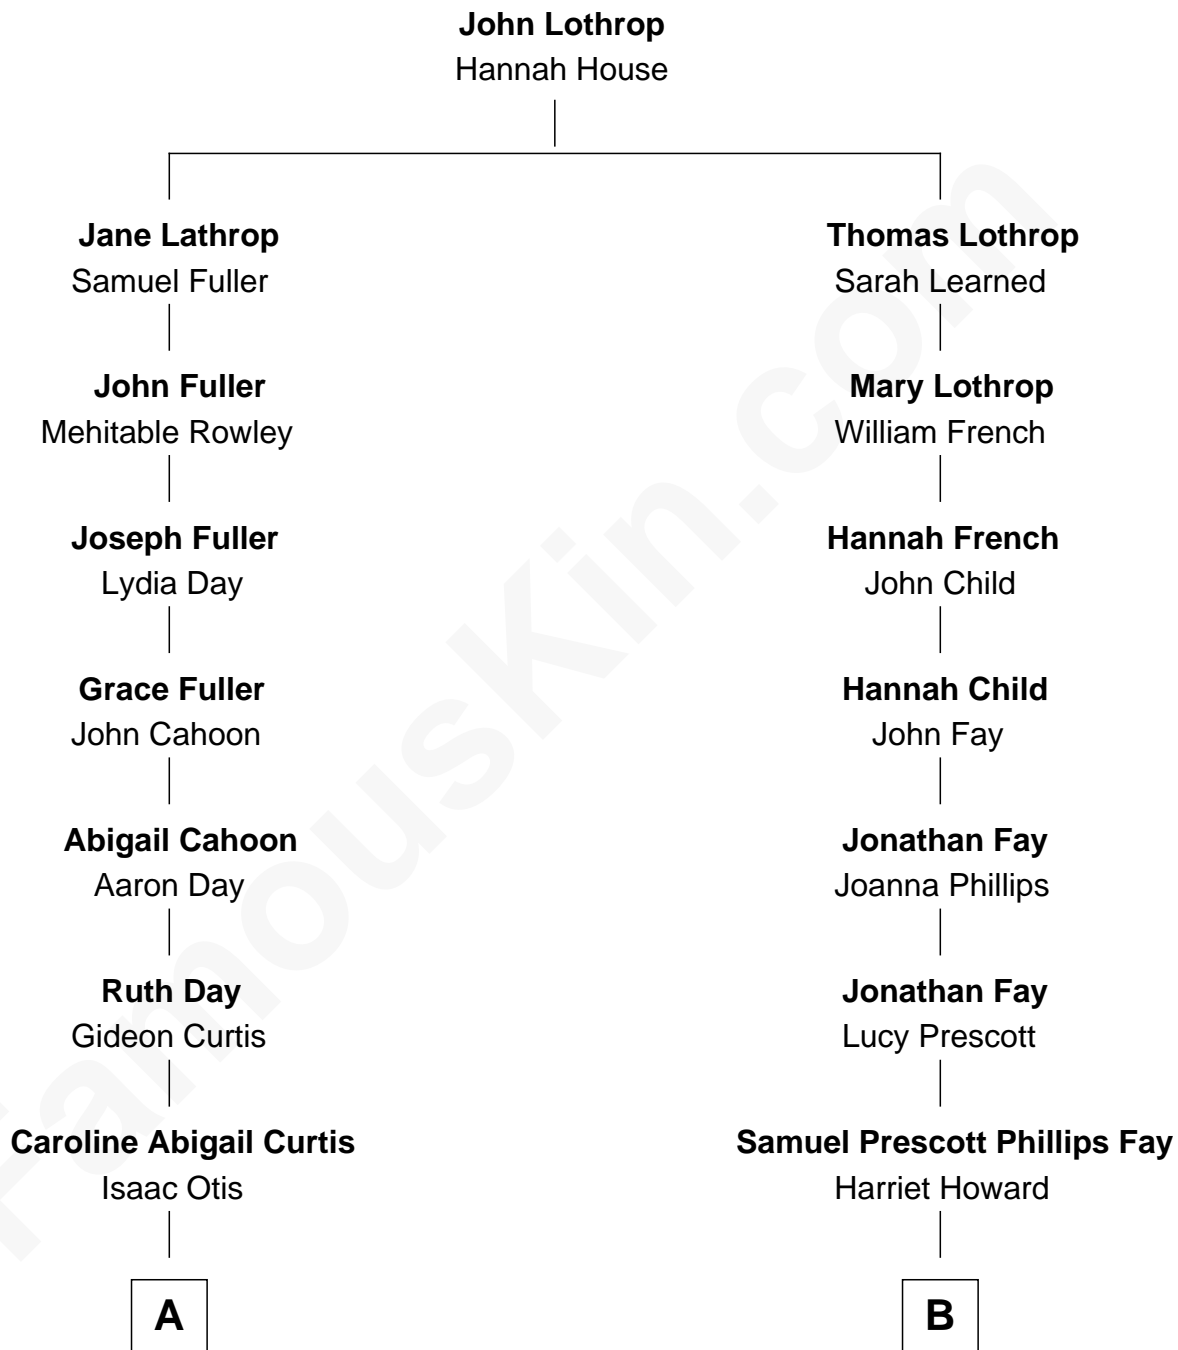 John Lothrop
Hannah House
Jane Lathrop
Samuel Fuller
Thomas Lothrop
Sarah Learned
John Fuller
Mehitable Rowley
Mary Lothrop
William French
Joseph Fuller
Lydia Day
Hannah French
John Child
Grace Fuller
John Cahoon
Hannah Child
John Fay
Abigail Cahoon
Aaron Day
Jonathan Fay
Joanna Phillips
Ruth Day
Gideon Curtis
Jonathan Fay
Lucy Prescott
Caroline Abigail Curtis
Isaac Otis
Samuel Prescott Phillips Fay
Harriet Howard
A
B
FamousKin.com